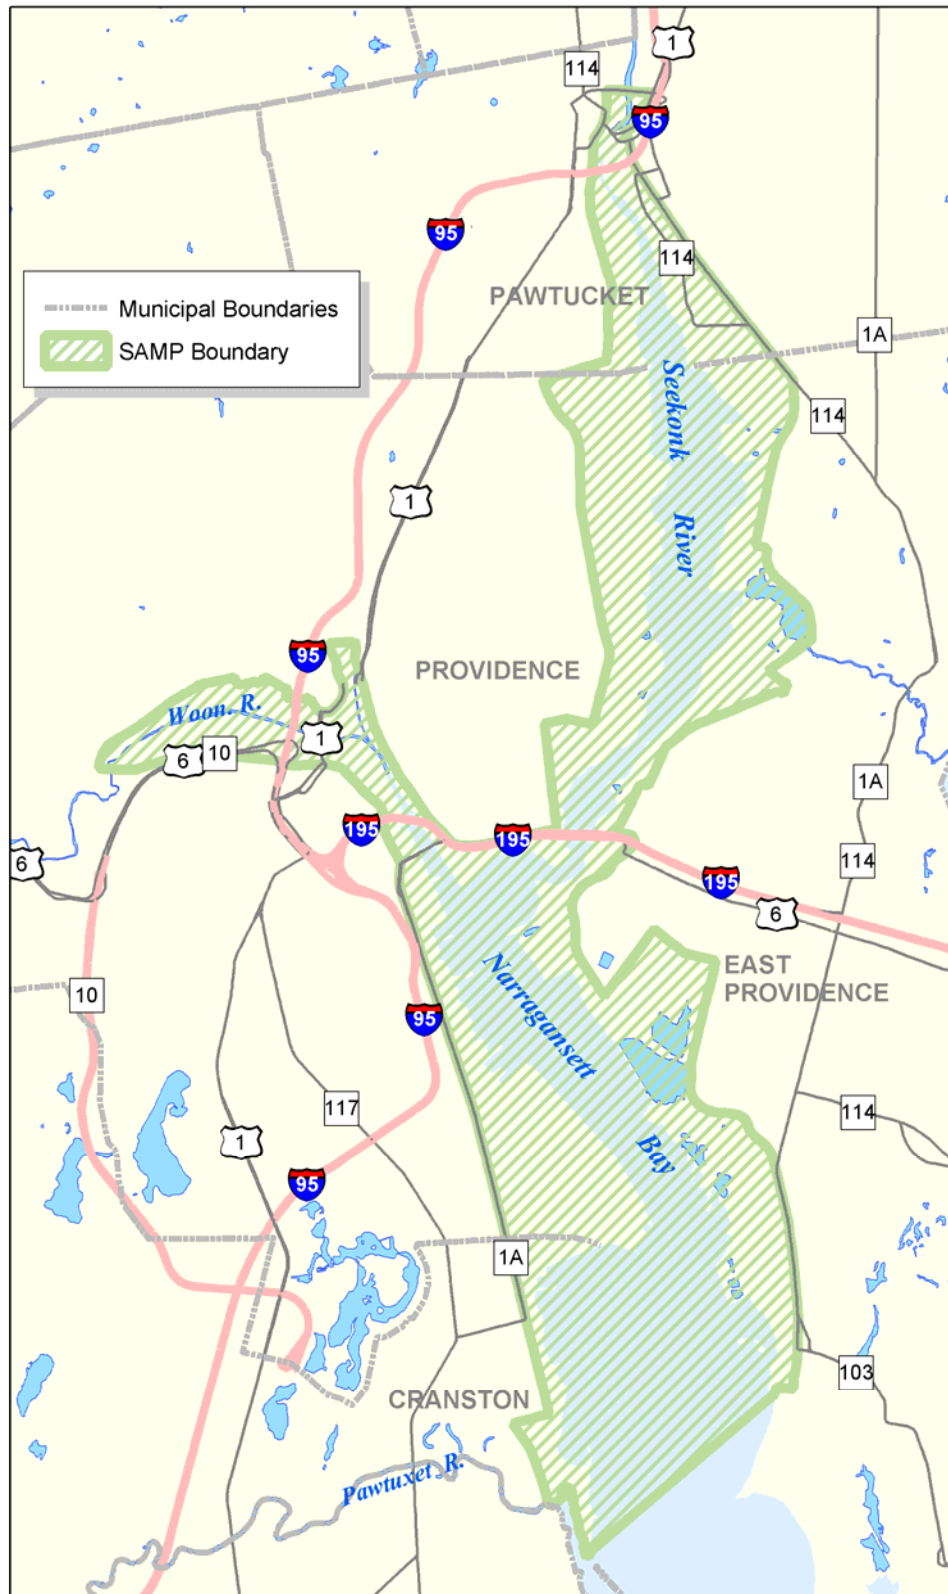 1
114
95
95
114
PAWTUCKET
Municipal Boundaries
SAMP Boundary
1A
Seekonk
River
114
1
95
PROVIDENCE
Woon. R.
1
6
10
1A
195
195
6
114
195
6
EAST
PROVIDENCE
Narragansett
Bay
10
95
117
114
1
95
1A
103
CRANSTON
Pawtuxet R.